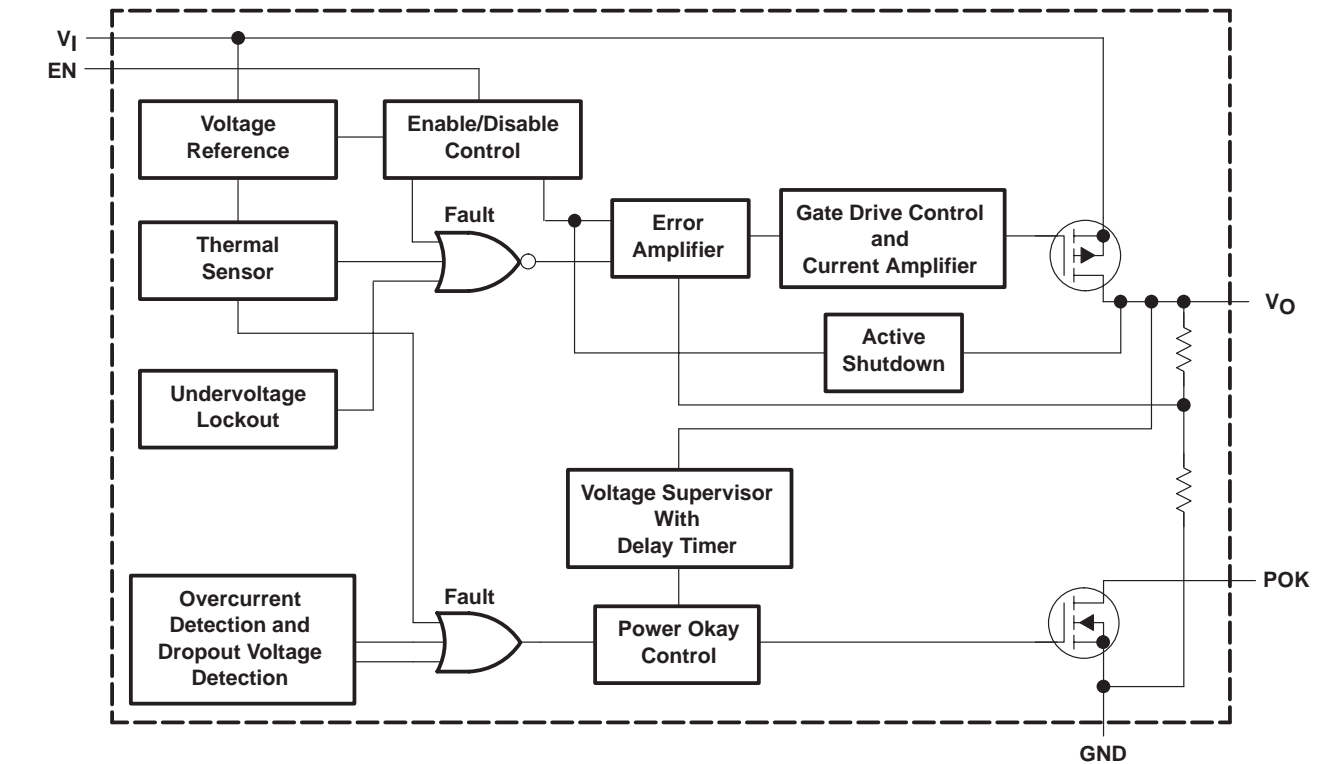 VI
EN
Voltage
Reference
Enable/Disable
Control
Fault
Thermal
Sensor
Error
Amplifier
Gate Drive Control
and
Current Amplifier
VO
Active
Shutdown
Undervoltage
Lockout
Voltage Supervisor
With
Delay Timer
POK
Overcurrent
Detection and
Dropout Voltage
Detection
Fault
Power Okay
Control
GND